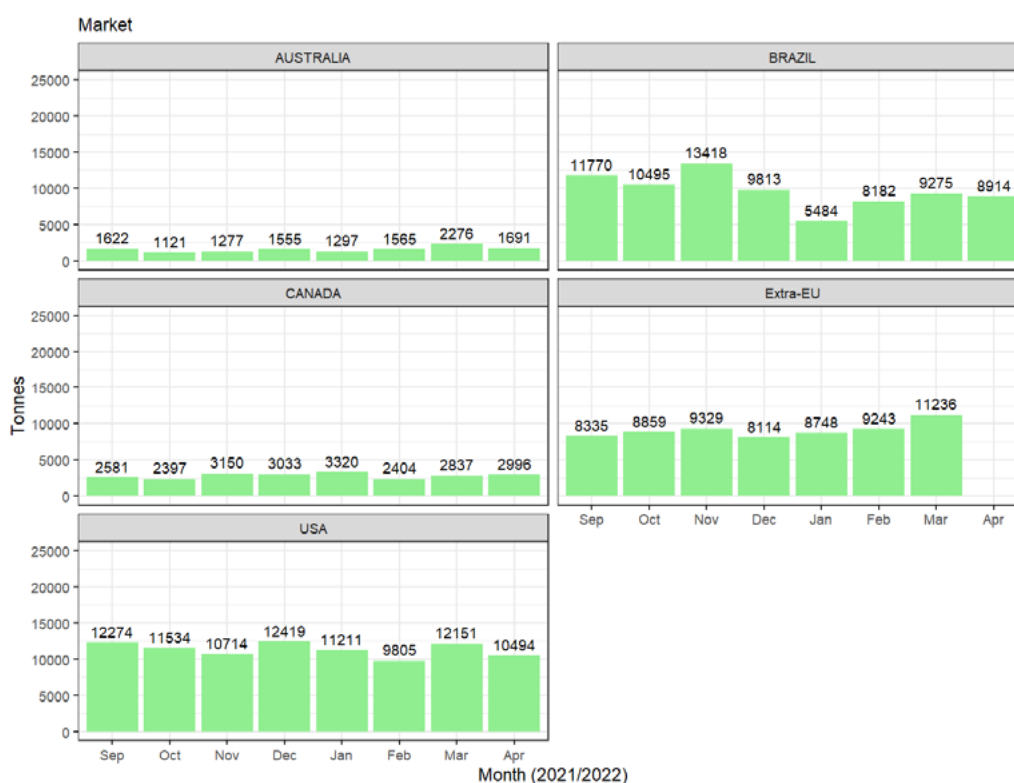 Market
AUSTRALIA
25000
20000
15000
10000
5000
0
1622 1121 1277 1555 1297 1565 2276 1691
BRAZIL
11770 10495 13418 9813 5484 8182 9275 8914
CANADA
25000
20000
15000
10000
5000
0
2581 2397 3150 3033 3320 2404 2837 2996
Extra-EU
8335 8859 9329 8114 8748 9243 11236
Sep Oct Nov Dec Jan Feb Mar Apr
USA
25000
20000
15000
10000
5000
0
12274 11534 10714 12419 11211 9805 12151 10494
Sep Oct Nov Dec Jan Feb Mar Apr
Tonnes
Month (2021/2022)